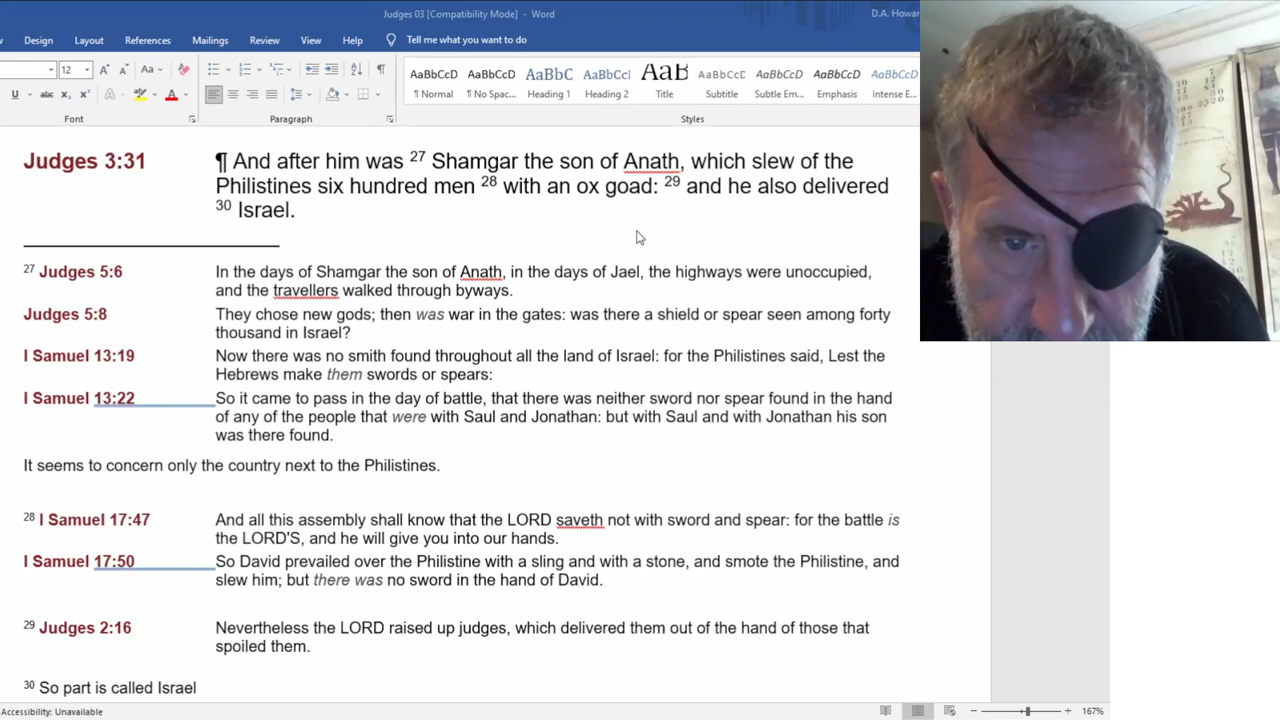 Judges 03 [Compatibility Mode] - Word
D.A. Howar
Design Layout References Mailings Review View Help Tell me what you want to do
12 Aa
U abc x₂ x² A A
AaBbCcD AaBbCcD AaBbC AaBbCcI AaB AaBbCcD AaBbCcD AaBbCcD AaBbCcD
¶ Normal ¶ No Spac... Heading 1 Heading 2 Title Subtitle Subtle Em... Emphasis Intense E...
Font Paragraph Styles
Judges 3:31 ¶ And after him was 27 Shamgar the son of Anath, which slew of the
Philistines six hundred men 28 with an ox goad: 29 and he also delivered
30 Israel.
27 Judges 5:6 In the days of Shamgar the son of Anath, in the days of Jael, the highways were unoccupied,
and the travellers walked through byways.
Judges 5:8 They chose new gods; then was war in the gates: was there a shield or spear seen among forty
thousand in Israel?
I Samuel 13:19 Now there was no smith found throughout all the land of Israel: for the Philistines said, Lest the
Hebrews make them swords or spears:
I Samuel 13:22 So it came to pass in the day of battle, that there was neither sword nor spear found in the hand
of any of the people that were with Saul and Jonathan: but with Saul and with Jonathan his son
was there found.
It seems to concern only the country next to the Philistines.
28 I Samuel 17:47 And all this assembly shall know that the LORD saveth not with sword and spear: for the battle is
the LORD'S, and he will give you into our hands.
I Samuel 17:50 So David prevailed over the Philistine with a sling and with a stone, and smote the Philistine, and
slew him; but there was no sword in the hand of David.
29 Judges 2:16 Nevertheless the LORD raised up judges, which delivered them out of the hand of those that
spoiled them.
30 So part is called Israel
Accessibility: Unavailable
167%